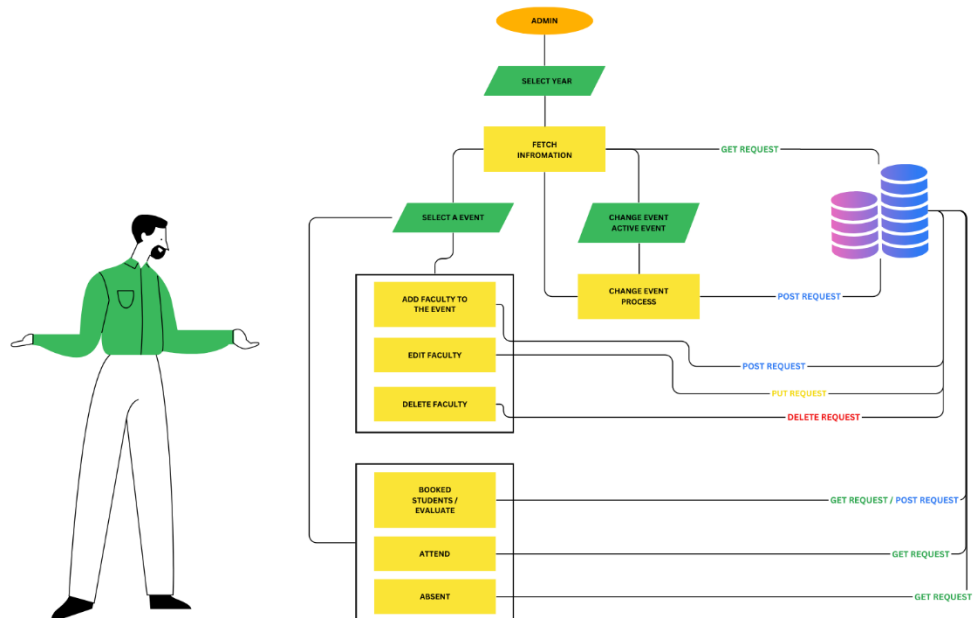 ADMIN
SELECT YEAR
FETCH
INFROMATION
GET REQUEST
SELECT A EVENT
CHANGE EVENT
ACTIVE EVENT
CHANGE EVENT
PROCESS
POST REQUEST
ADD FACULTY TO
THE EVENT
EDIT FACULTY
DELETE FACULTY
POST REQUEST
PUT REQUEST
DELETE REQUEST
BOOKED
STUDENTS /
EVALUATE
GET REQUEST / POST REQUEST
ATTEND
GET REQUEST
ABSENT
GET REQUEST